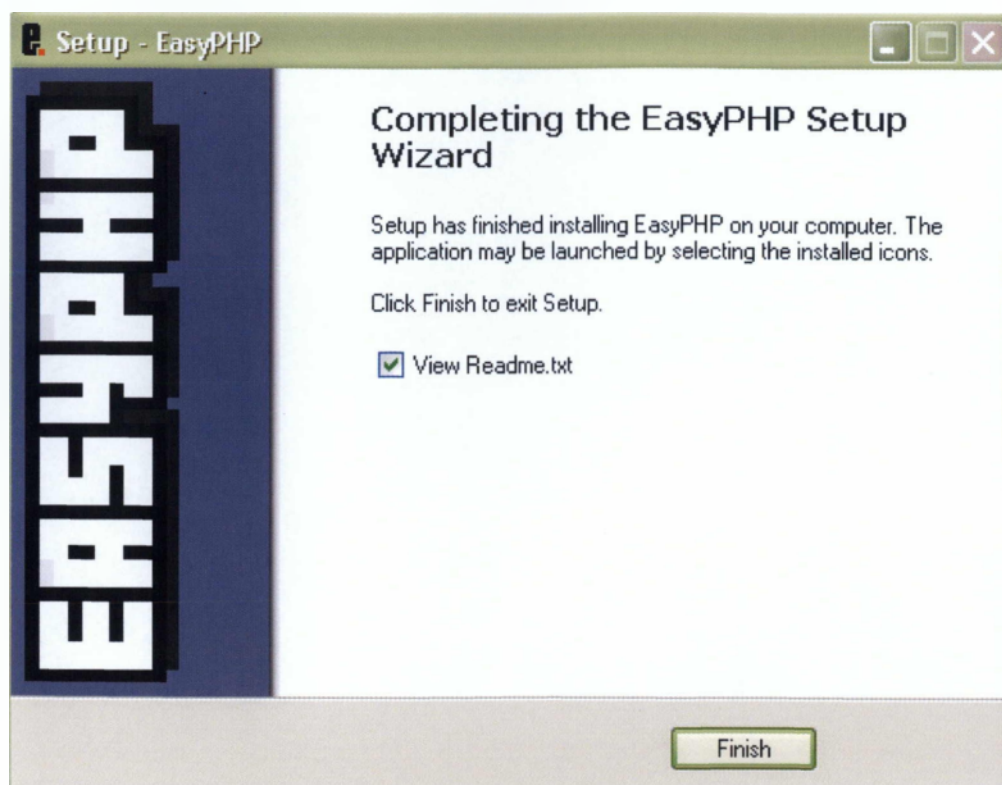 Setup - EasyPHP
EASYPHP
Completing the EasyPHP Setup
Wizard
Setup has finished installing EasyPHP on your computer. The
application may be launched by selecting the installed icons.
Click Finish to exit Setup.
View Readme.txt
Finish